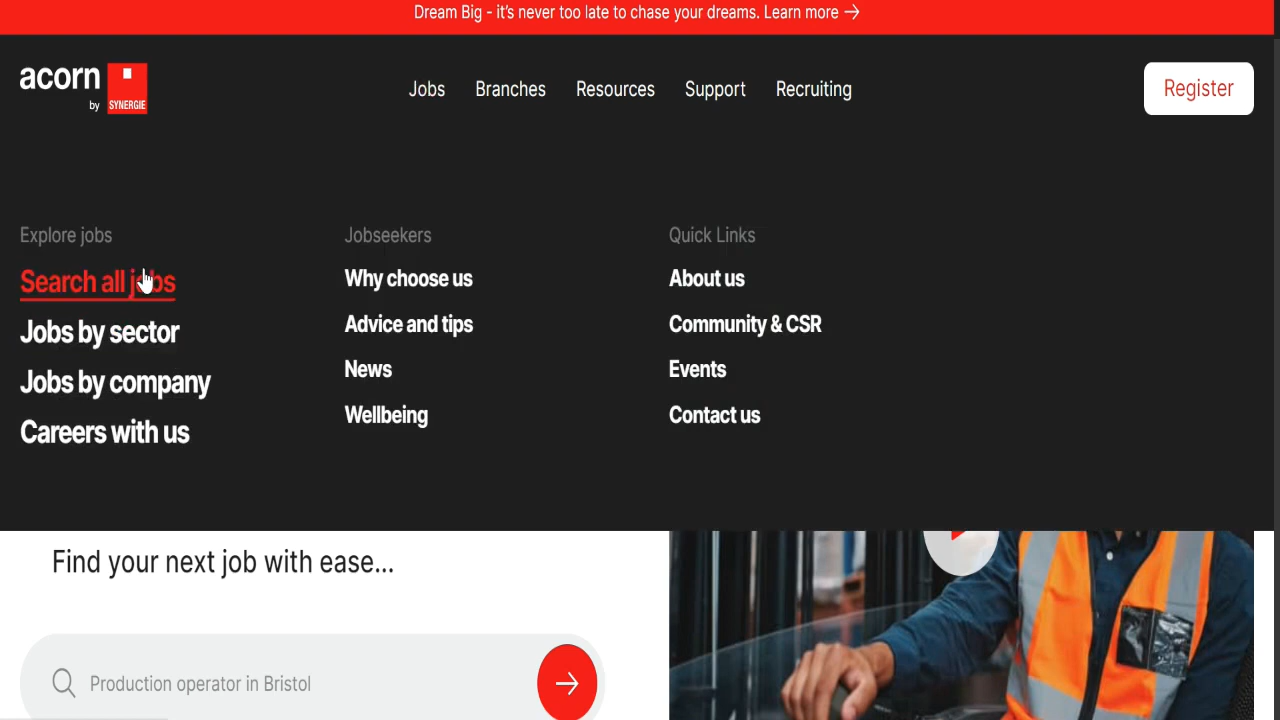 Dream Big - it's never too late to chase your dreams. Learn more →
acorn
by SYNERGIE
Jobs Branches Resources Support Recruiting
Register
Explore jobs
Search all jobs
Jobs by sector
Jobs by company
Careers with us
Jobseekers
Why choose us
Advice and tips
News
Wellbeing
Quick Links
About us
Community & CSR
Events
Contact us
Find your next job with ease...
Production operator in Bristol